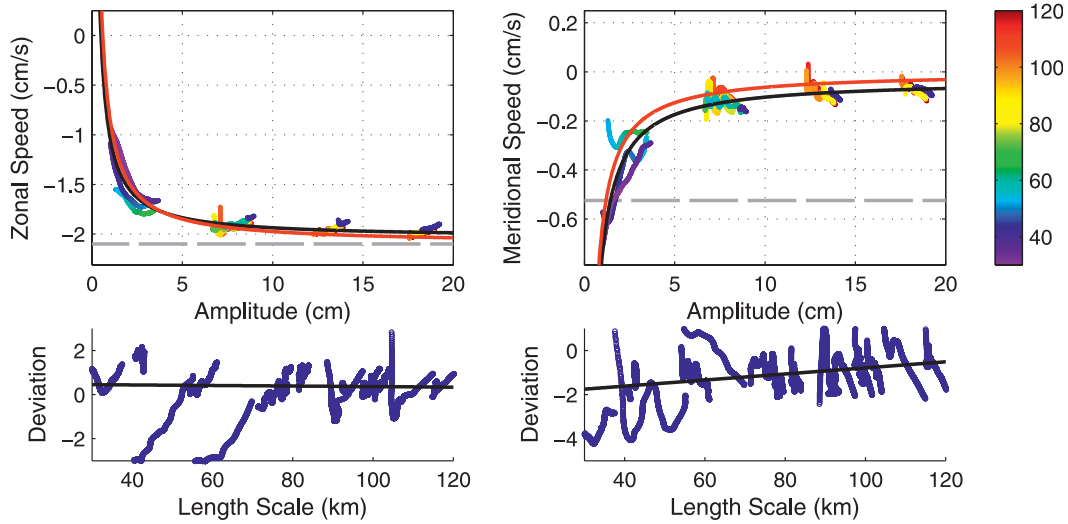 Zonal Speed (cm/s)
0
−0.5
−1
−1.5
−2
0 5 10 15 20
Amplitude (cm)
Meridional Speed (cm/s)
0.2
0
−0.2
−0.4
−0.6
0 5 10 15 20
Amplitude (cm)
120
100
80
60
40
Deviation
2
0
−2
40 60 80 100 120
Length Scale (km)
Deviation
0
−2
−4
40 60 80 100 120
Length Scale (km)